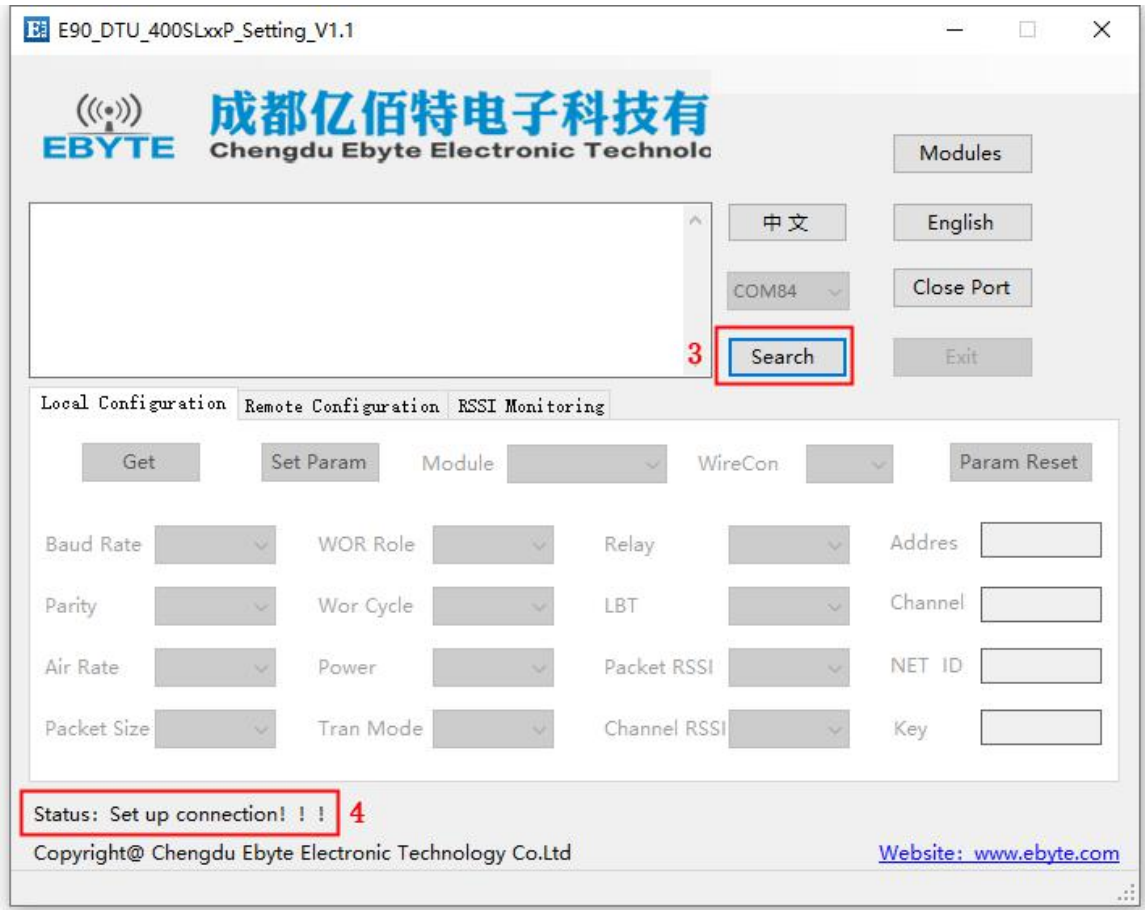 E90_DTU_400SLxxP_Setting_V1.1
EBYTE
成都亿佰特电子科技有
Chengdu Ebyte Electronic Technolo
Modules
中文
English
COM84
Close Port
3
Search
Exit
Local Configuration
Remote Configuration
RSSI Monitoring
Get
Set Param
Module
WireCon
Param Reset
Baud Rate
WOR Role
Relay
Addres
Parity
Wor Cycle
LBT
Channel
Air Rate
Power
Packet RSSI
NET ID
Packet Size
Tran Mode
Channel RSSI
Key
Status: Set up connection! ! !
4
Copyright@ Chengdu Ebyte Electronic Technology Co.Ltd
Website: www.ebyte.com